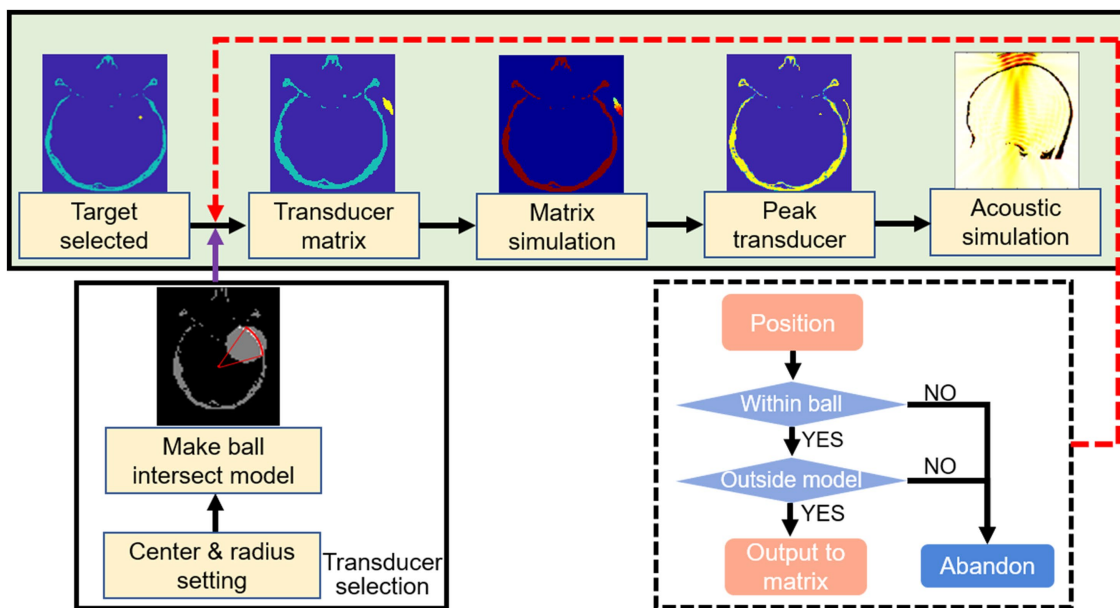 Target
selected
Transducer
matrix
Matrix
simulation
Peak
transducer
Acoustic
simulation
Make ball
intersect model
Center & radius
setting
Transducer
selection
Position
Within ball
NO
YES
Outside model
NO
YES
Output to
matrix
Abandon